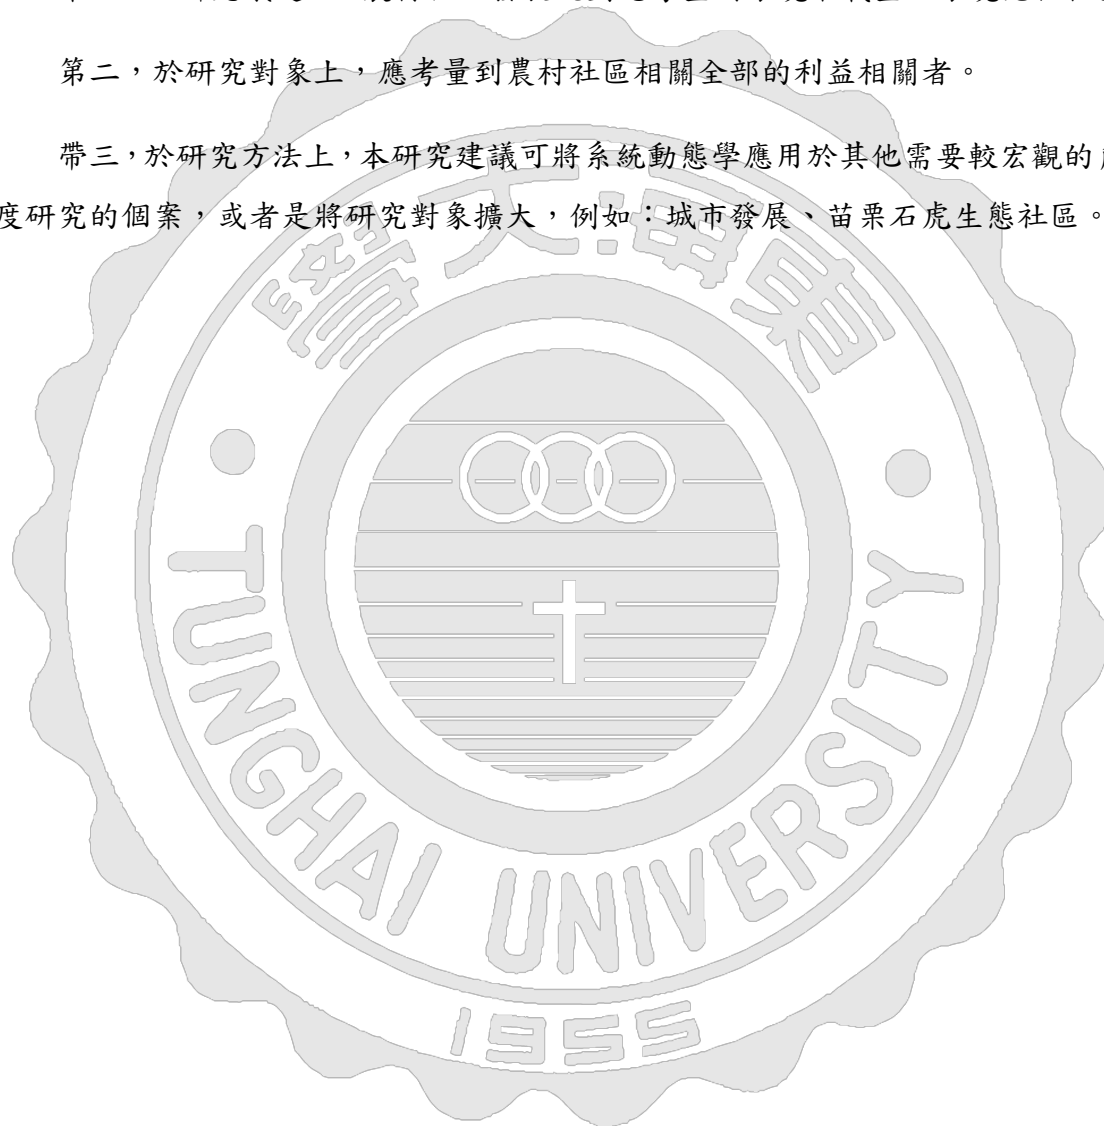 第二，於研究對象上，應考量到農村社區相關全部的利益相關者。
帶三，於研究方法上，本研究建議可將系統動態學應用於其他需要較宏觀的
度研究的個案，或者是將研究對象擴大，例如：城市發展、苗栗石虎生態社區。
學大海東
TUNGHAI UNIVERSITY
1955